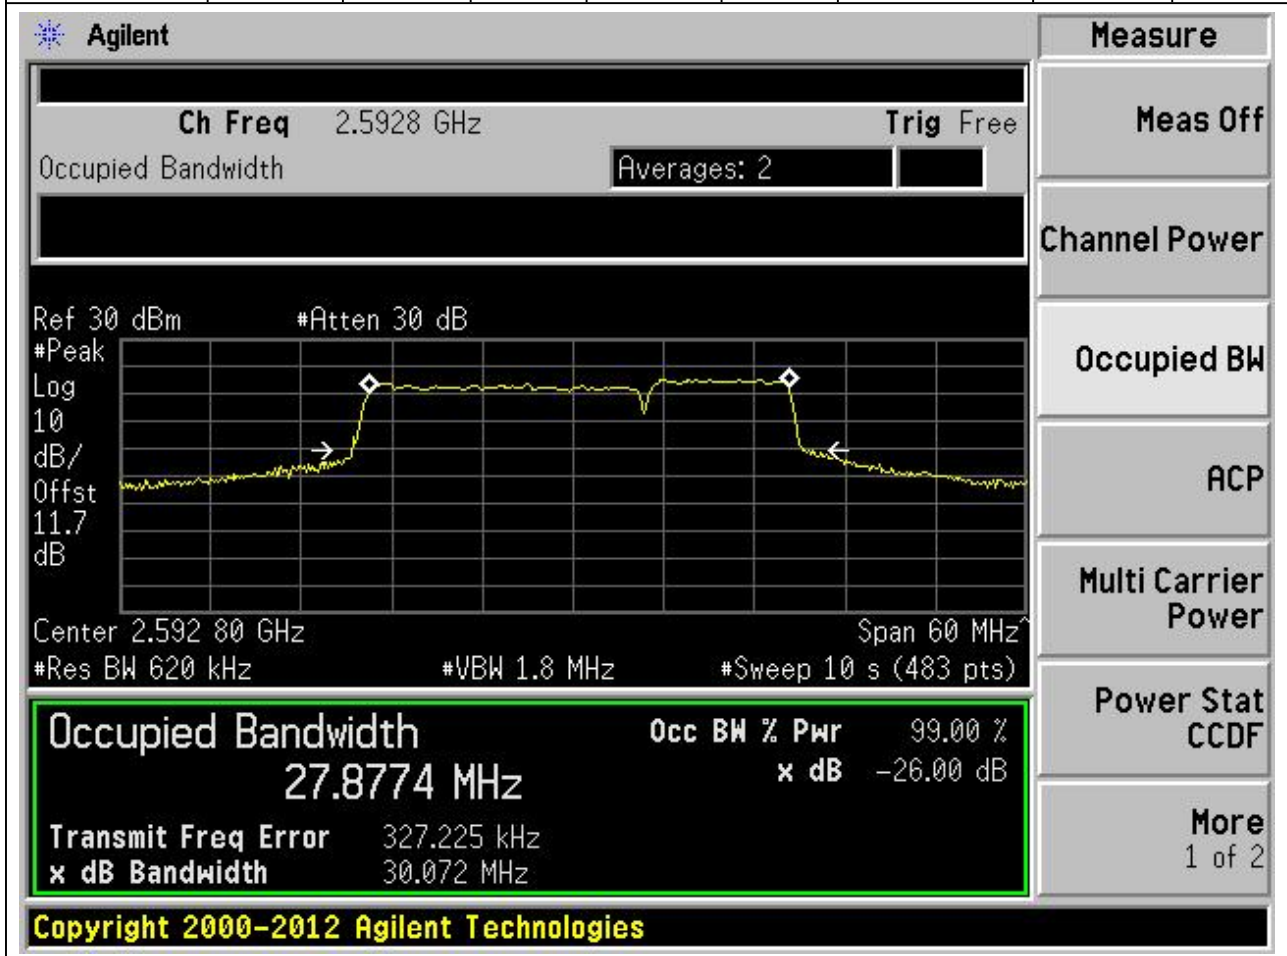 Agilent
Measure
Ch Freq 2.5928 GHz Trig Free
Occupied Bandwidth Averages: 2
Meas Off
Channel Power
Occupied BW
ACP
Multi Carrier
Power
Power Stat
CCDF
More
1 of 2
Ref 30 dBm #Atten 30 dB
#Peak
Log
10
dB/
Offst
11.7
dB
Center 2.592 80 GHz Span 60 MHz^
#Res BW 620 kHz #VBW 1.8 MHz #Sweep 10 s (483 pts)
Occupied Bandwidth Occ BW % Pwr 99.00 %
27.8774 MHz x dB -26.00 dB
Transmit Freq Error 327.225 kHz
x dB Bandwidth 30.072 MHz
Copyright 2000-2012 Agilent Technologies